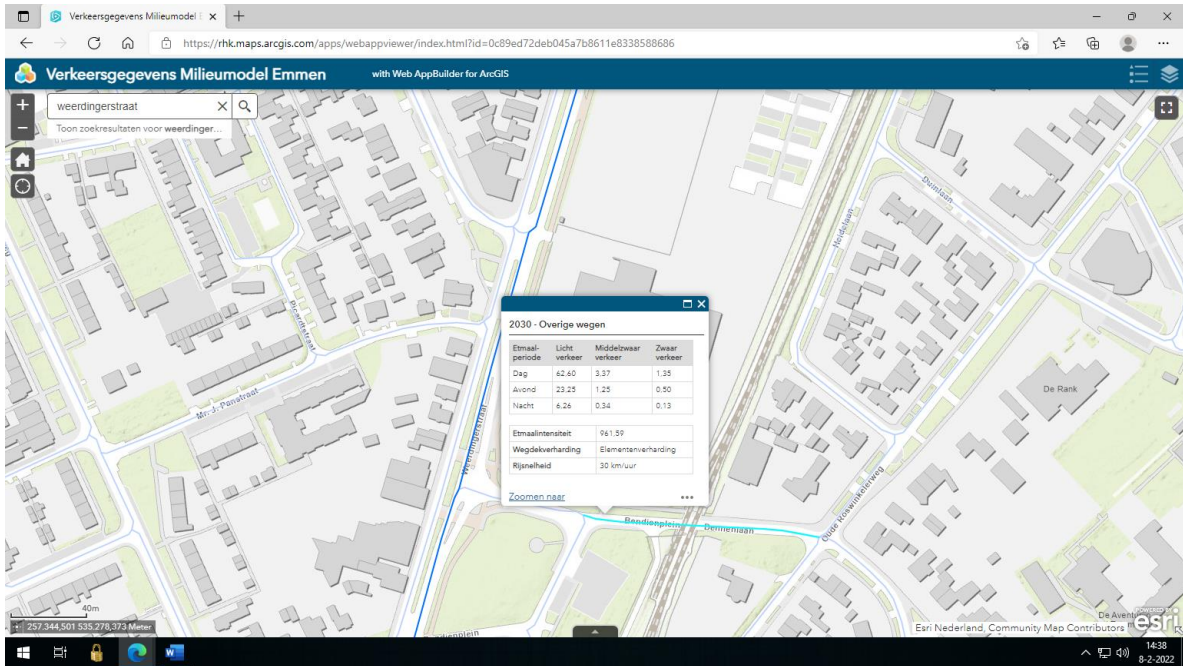 Verkeersgegevens Milieumodel E
https://rhk.maps.arcgis.com/apps/webappviewer/index.html?id=0c89ed72deb045a7b8611e8338588686
Verkeersgegevens Milieumodel Emmen with Web AppBuilder for ArcGIS
weerdingerstraat
Toon zoekresultaten voor weerdinger...
Duinlaan
Heidelaan
Picardtstraat
2030 - Overige wegen
Etmaal-periode Licht verkeer Middelzwaar verkeer Zwaar verkeer
Dag 62.60 3.37 1.35
Avond 23.25 1.25 0.50
Nacht 6.26 0.34 0.13
De Rank
Mr. J. Panstraat
Weerdingerstraat
Etmaalintensiteit 961,59
Wegdekverharding Elementenverharding
Rijsnelheid 30 km/uur
Zoomen naar
Oude Roswinkelerweg
Bendienplein Dennenlaan
40m
De Avent
257.344,501 535.278,373 Meter
Esri Nederland, Community Map Contributors
POWERED BY
esri
14:38
8-2-2022